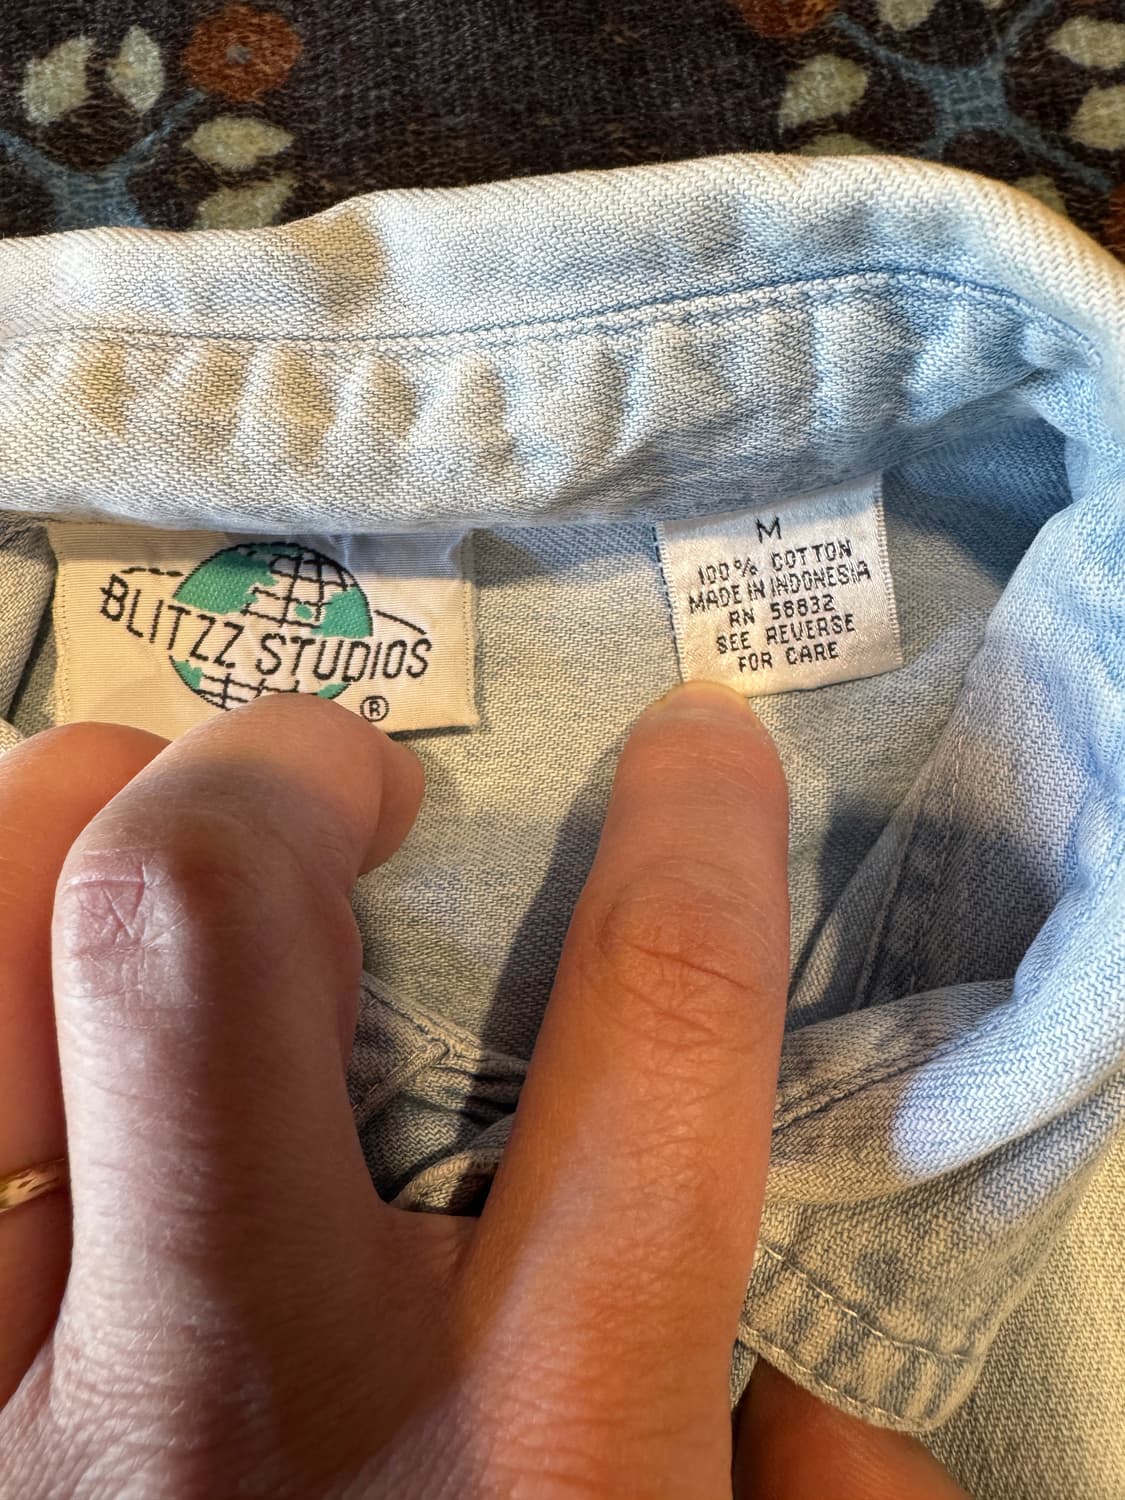 BLITZZ STUDIOS
®
M
100% COTTON
MADE IN INDONESIA
RN 58832
SEE REVERSE
FOR CARE